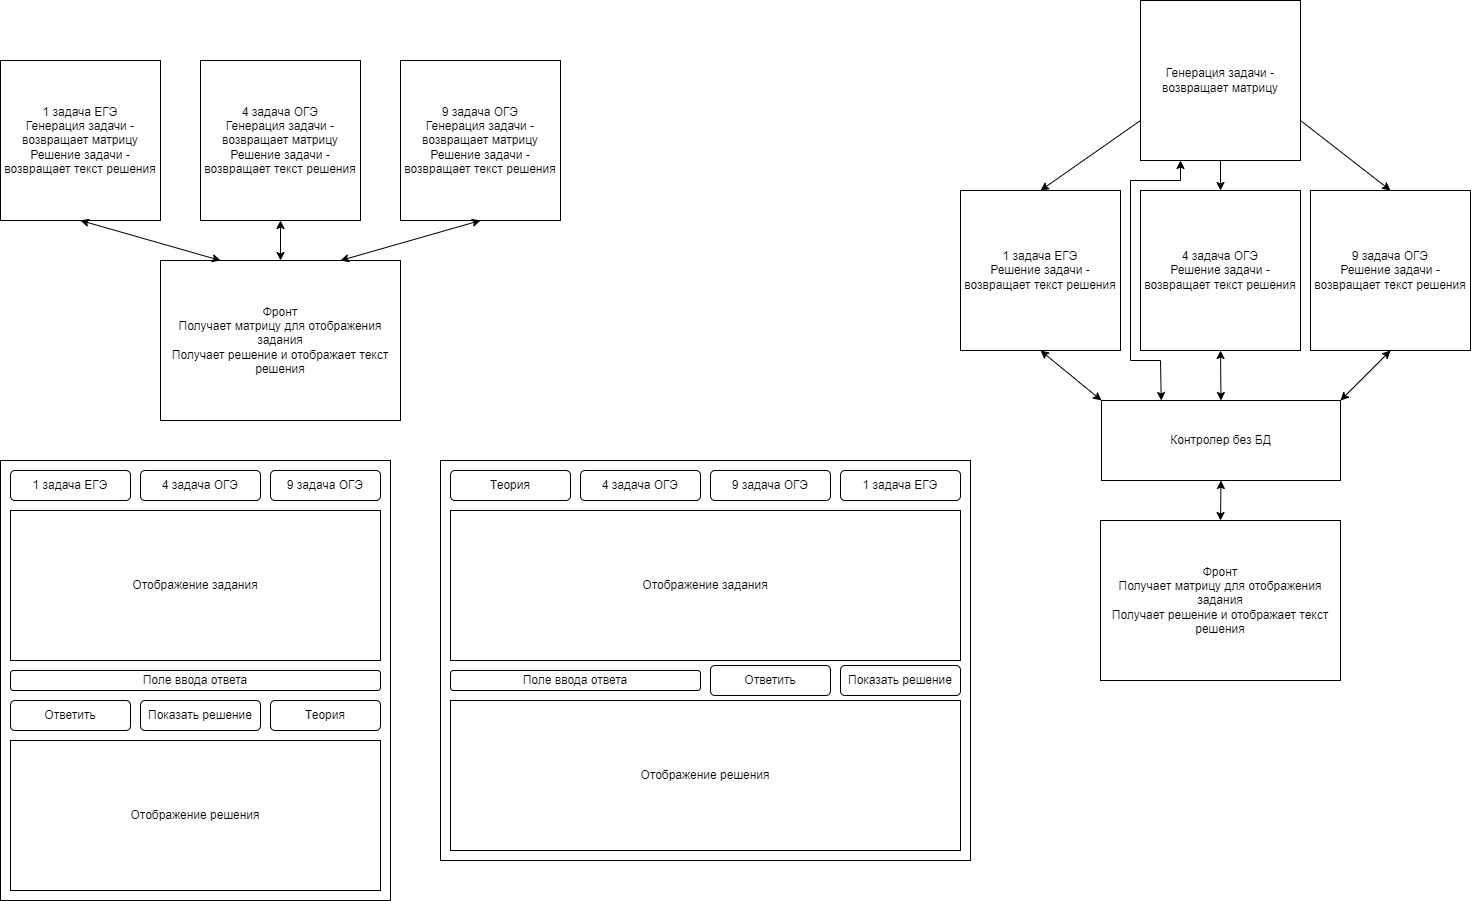 1 задача ЕГЭ
Генерация задачи -
возвращает матрицу
Решение задачи -
возвращает текст решения
4 задача ОГЭ
Генерация задачи -
возвращает матрицу
Решение задачи -
возвращает текст решения
9 задача ОГЭ
Генерация задачи -
возвращает матрицу
Решение задачи -
возвращает текст решения
Фронт
Получает матрицу для отображения
задания
Получает решение и отображает текст
решения
Генерация задачи -
возвращает матрицу
1 задача ЕГЭ
Решение задачи -
возвращает текст решения
4 задача ОГЭ
Решение задачи -
возвращает текст решения
9 задача ОГЭ
Решение задачи -
возвращает текст решения
Контролер без БД
Фронт
Получает матрицу для отображения
задания
Получает решение и отображает текст
решения
1 задача ЕГЭ
4 задача ОГЭ
9 задача ОГЭ
Отображение задания
Поле ввода ответа
Ответить
Показать решение
Теория
Отображение решения
Теория
4 задача ОГЭ
9 задача ОГЭ
1 задача ЕГЭ
Отображение задания
Поле ввода ответа
Ответить
Показать решение
Отображение решения